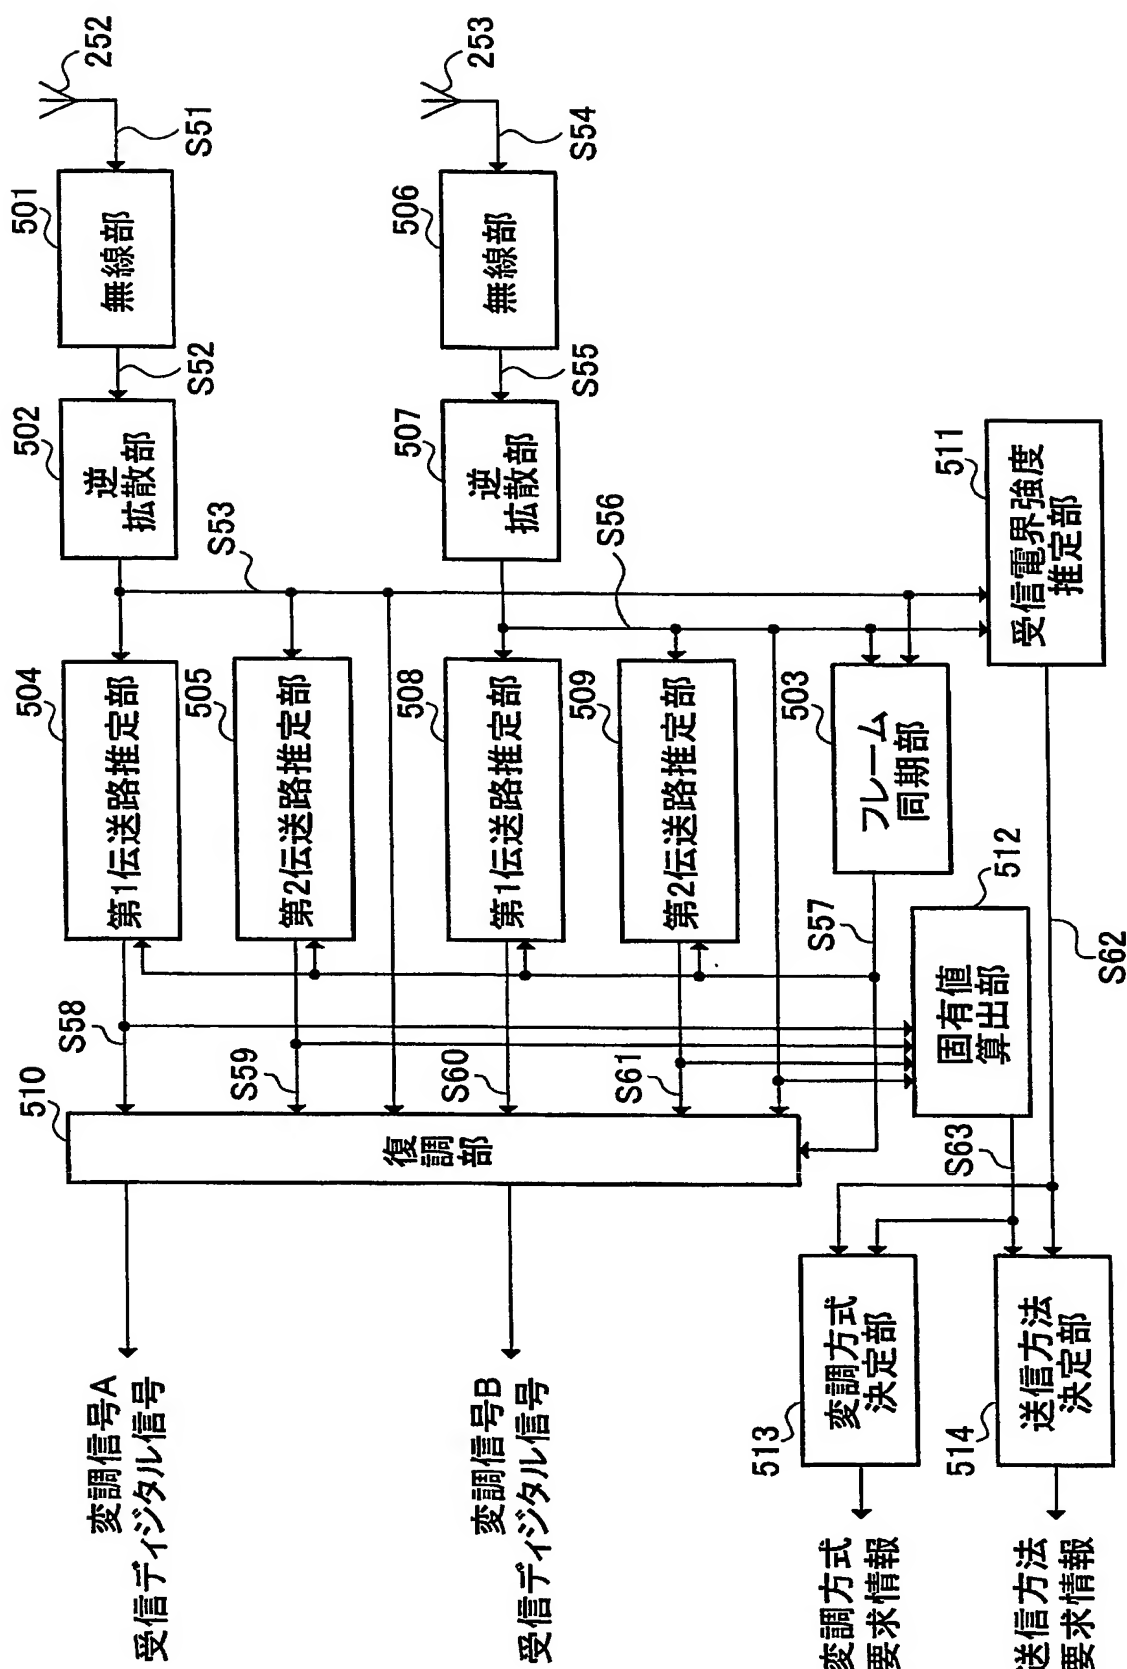 252
S51
501
無線部
S52
502
逆
拡散部
S53
504
第1伝送路推定部
505
第2伝送路推定部
S58
S59
253
S54
506
無線部
S55
507
逆
拡散部
S56
508
第1伝送路推定部
509
第2伝送路推定部
S60
S61
503
フレーム
同期部
S57
511
受信電界強度
推定部
S62
512
固有値
算出部
S63
510
復調部
変調信号A
受信ディジタル信号
変調信号B
受信ディジタル信号
513
変調方式
決定部
変調方式
要求情報
514
送信方法
決定部
送信方法
要求情報